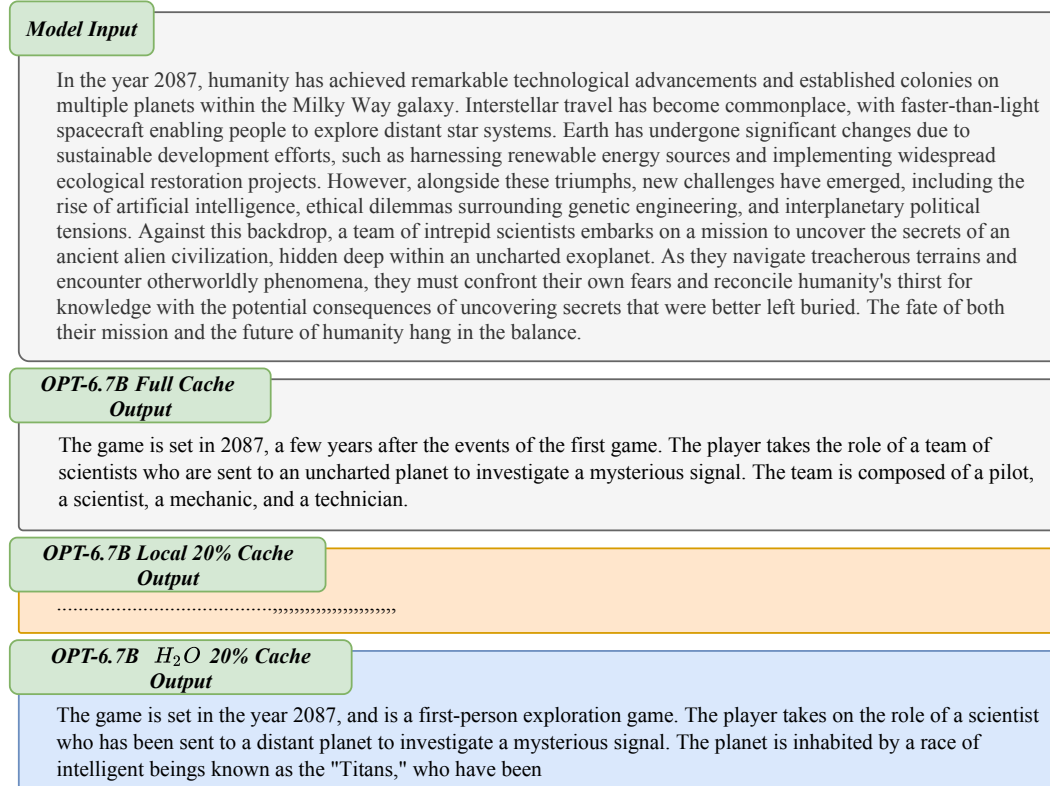 Model Input
In the year 2087, humanity has achieved remarkable technological advancements and established colonies on
multiple planets within the Milky Way galaxy. Interstellar travel has become commonplace, with faster-than-light
spacecraft enabling people to explore distant star systems. Earth has undergone significant changes due to
sustainable development efforts, such as harnessing renewable energy sources and implementing widespread
ecological restoration projects. However, alongside these triumphs, new challenges have emerged, including the
rise of artificial intelligence, ethical dilemmas surrounding genetic engineering, and interplanetary political
tensions. Against this backdrop, a team of intrepid scientists embarks on a mission to uncover the secrets of an
ancient alien civilization, hidden deep within an uncharted exoplanet. As they navigate treacherous terrains and
encounter otherworldly phenomena, they must confront their own fears and reconcile humanity's thirst for
knowledge with the potential consequences of uncovering secrets that were better left buried. The fate of both
their mission and the future of humanity hang in the balance.
OPT-6.7B Full Cache
Output
The game is set in 2087, a few years after the events of the first game. The player takes the role of a team of
scientists who are sent to an uncharted planet to investigate a mysterious signal. The team is composed of a pilot,
a scientist, a mechanic, and a technician.
OPT-6.7B Local 20% Cache
Output
........................................,,,,,,,,,,,,,,,,,,,,,,,
OPT-6.7B H₂O 20% Cache
Output
The game is set in the year 2087, and is a first-person exploration game. The player takes on the role of a scientist
who has been sent to a distant planet to investigate a mysterious signal. The planet is inhabited by a race of
intelligent beings known as the "Titans," who have been